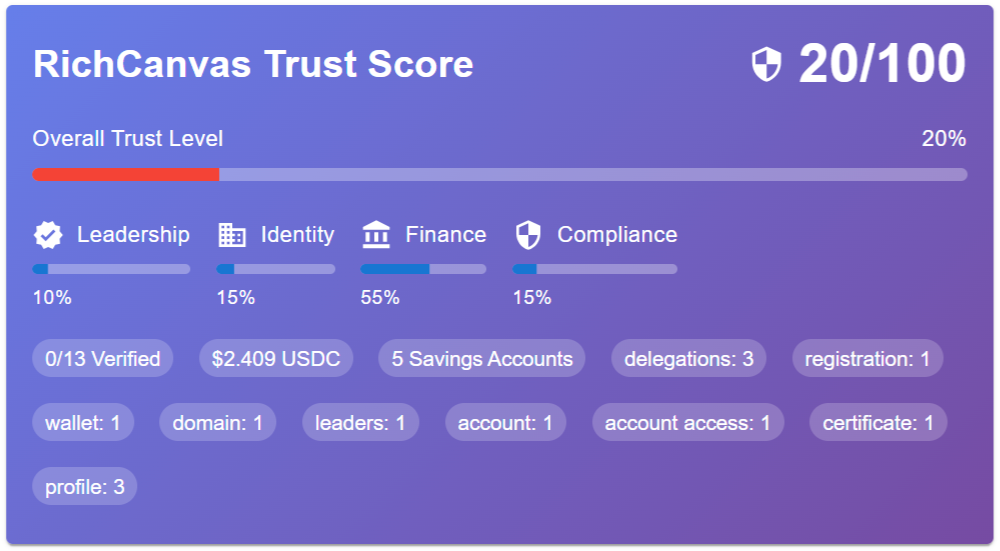 RichCanvas Trust Score 20/100
Overall Trust Level 20%
Leadership Identity Finance Compliance
10% 15% 55% 15%
0/13 Verified $2.409 USDC 5 Savings Accounts delegations: 3 registration: 1
wallet: 1 domain: 1 leaders: 1 account: 1 account access: 1 certificate: 1
profile: 3